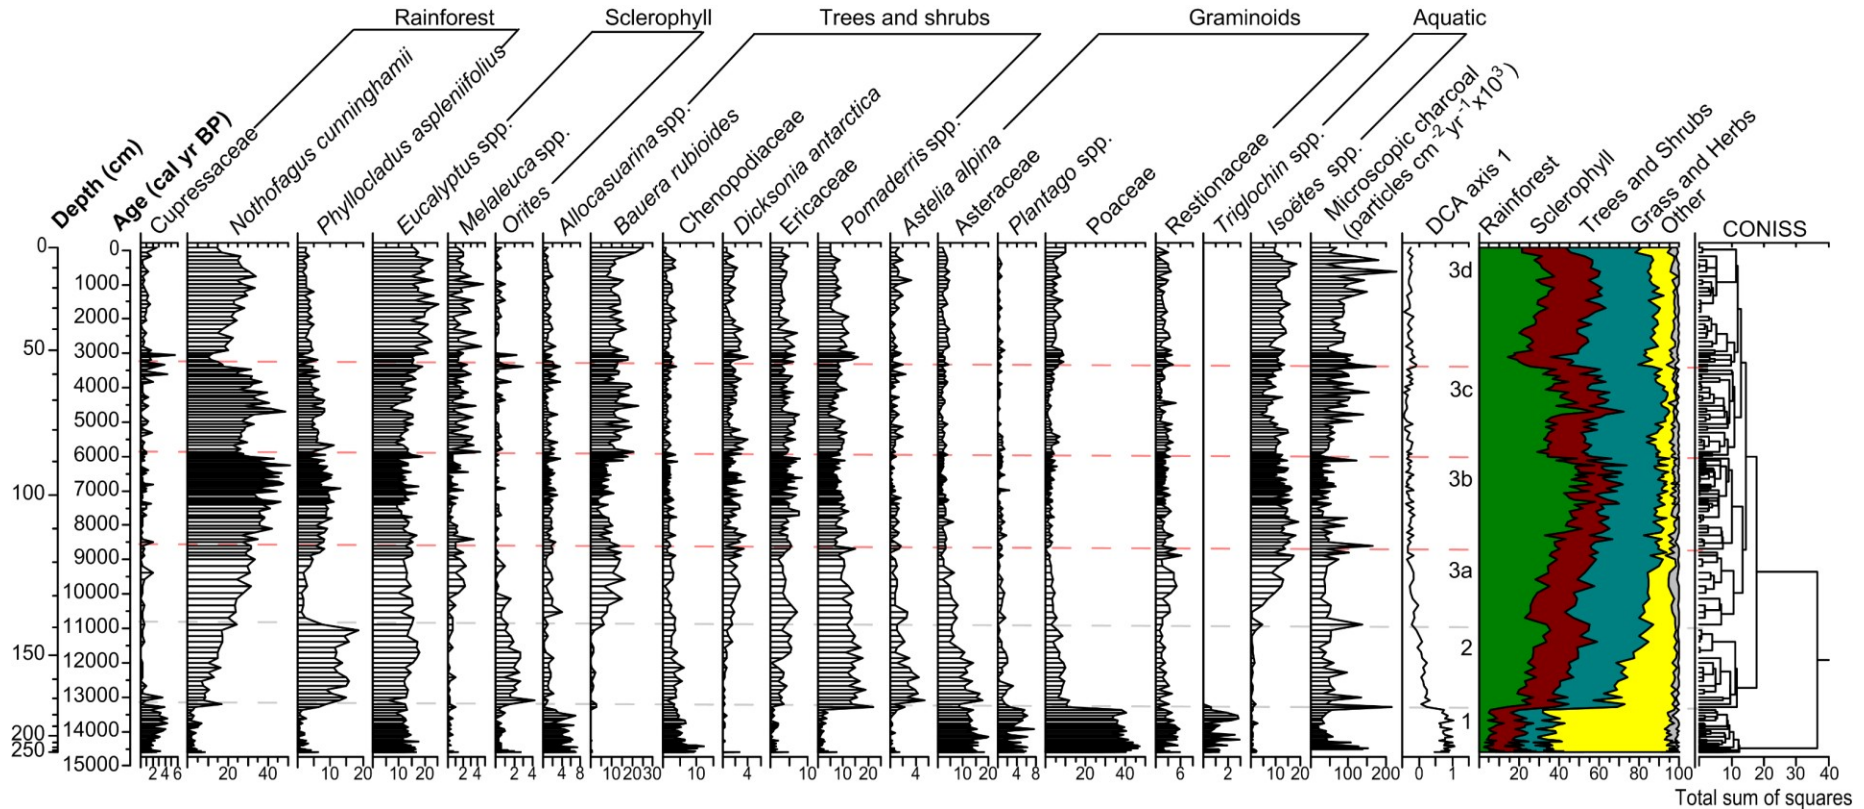 Rainforest Sclerophyll Trees and shrubs Graminoids Aquatic
Depth (cm)
Age (cal yr BP)
Cupressaceae
Nothofagus cunninghamii
Phyllocladus aspleniifolius
Eucalyptus spp.
Melaleuca spp.
Orites
Allocasuarina spp.
Bauera rubioides
Chenopodiaceae
Dicksonia antarctica
Ericaceae
Pomaderris spp.
Astelia alpina
Asteraceae
Plantago spp.
Poaceae
Restionaceae
Triglochin spp.
Isoëtes spp.
Microscopic charcoal
(particles cm⁻²yr⁻¹x10³)
DCA axis 1
Rainforest
Sclerophyll
Trees and Shrubs
Grass and Herbs
Other
CONISS
0
50
100
150
200
250
0
1000
2000
3000
4000
5000
6000
7000
8000
9000
10000
11000
12000
13000
14000
15000
3d
3c
3b
3a
2
1
2 4 6 20 40 10 20 10 20 2 4 2 4 4 8 10 20 30 10 4 10 10 20 4 10 20 4 8 20 40 6 2 10 20 100 200 0 1 20 40 60 80 100 0 10 20 30 40
Total sum of squares